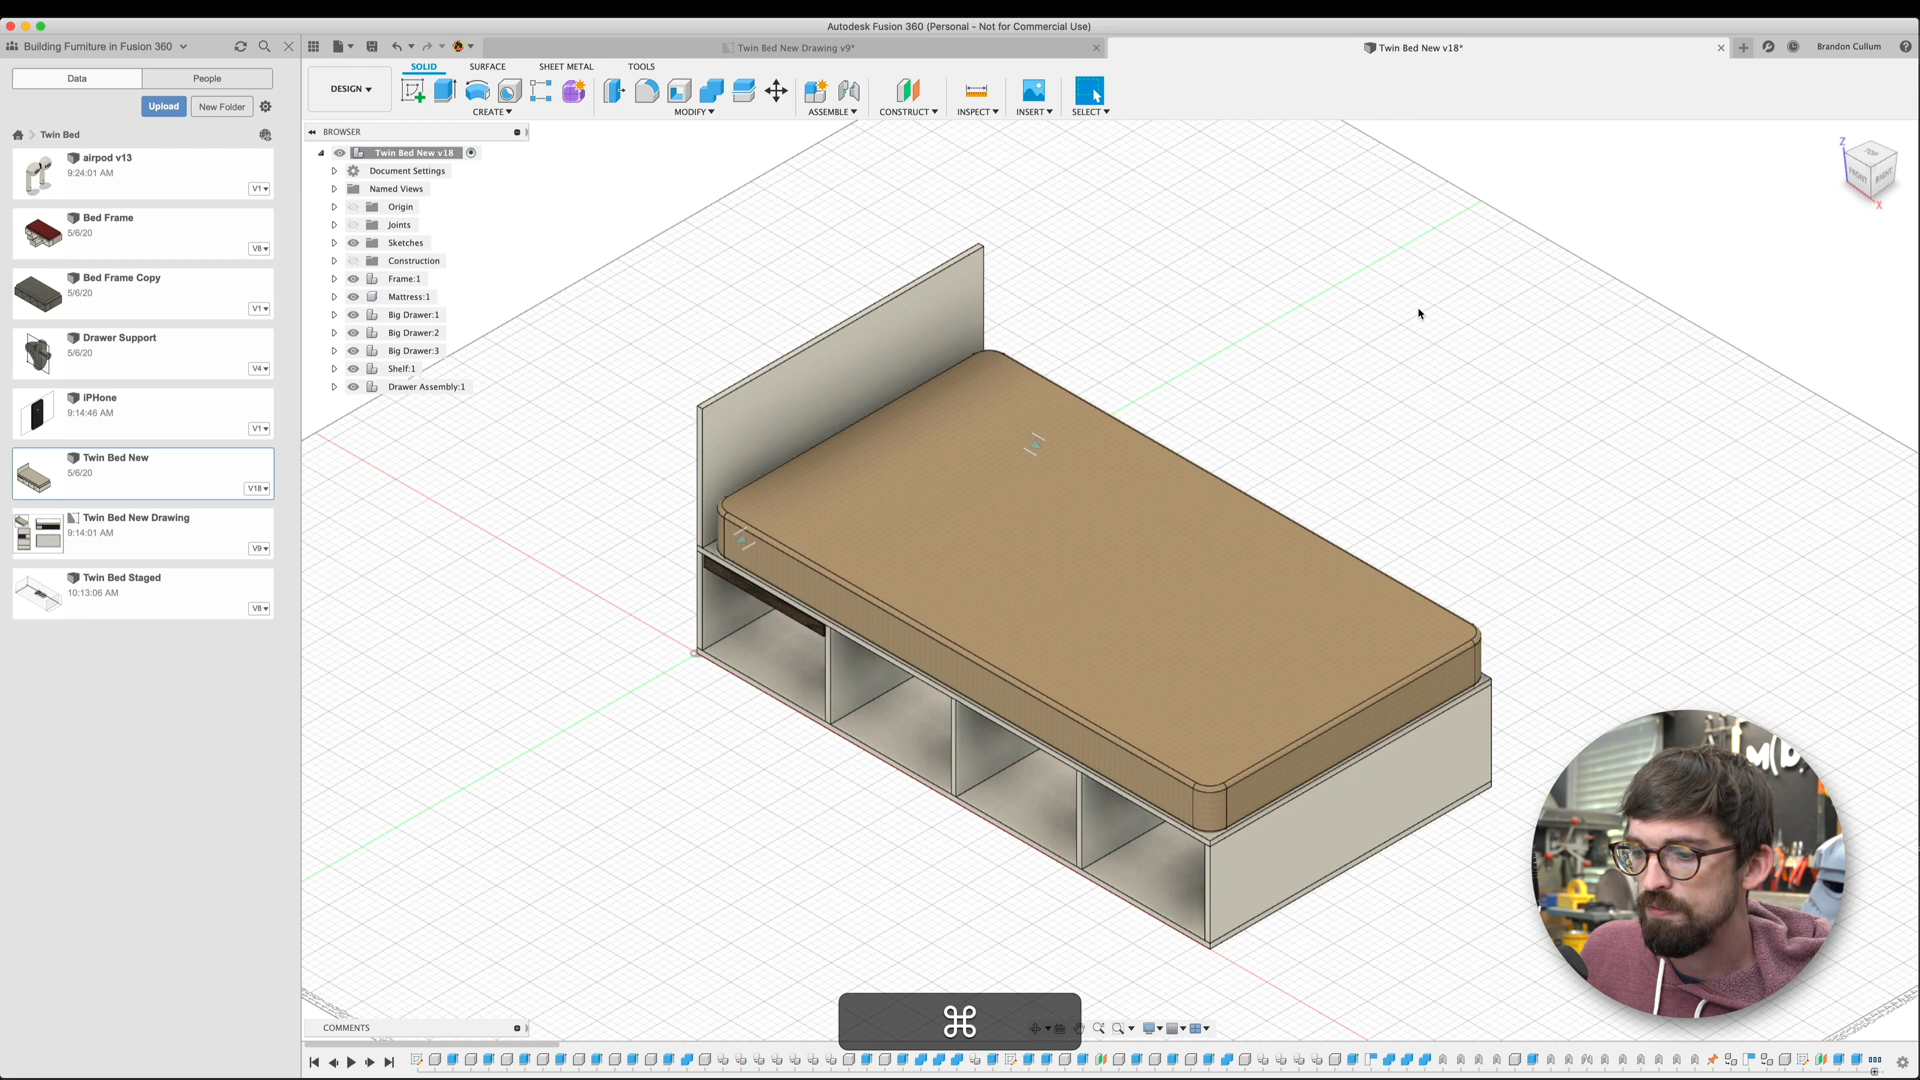 Autodesk Fusion 360 (Personal - Not for Commercial Use)
Building Furniture in Fusion 360
Twin Bed New Drawing v9*
Twin Bed New v18*
Brandon Cullum
Data
People
Upload
New Folder
Twin Bed
airpod v13
9:24:01 AM
V1
Bed Frame
5/6/20
V8
Bed Frame Copy
5/6/20
V1
Drawer Support
5/6/20
V4
iPHone
9:14:46 AM
V1
Twin Bed New
5/6/20
V18
Twin Bed New Drawing
9:14:01 AM
V9
Twin Bed Staged
10:13:06 AM
V8
DESIGN
SOLID
SURFACE
SHEET METAL
TOOLS
CREATE
MODIFY
ASSEMBLE
CONSTRUCT
INSPECT
INSERT
SELECT
BROWSER
Twin Bed New v18
Document Settings
Named Views
Origin
Joints
Sketches
Construction
Frame:1
Mattress:1
Big Drawer:1
Big Drawer:2
Big Drawer:3
Shelf:1
Drawer Assembly:1
Z
TOP
FRONT
RIGHT
X
⌘
COMMENTS